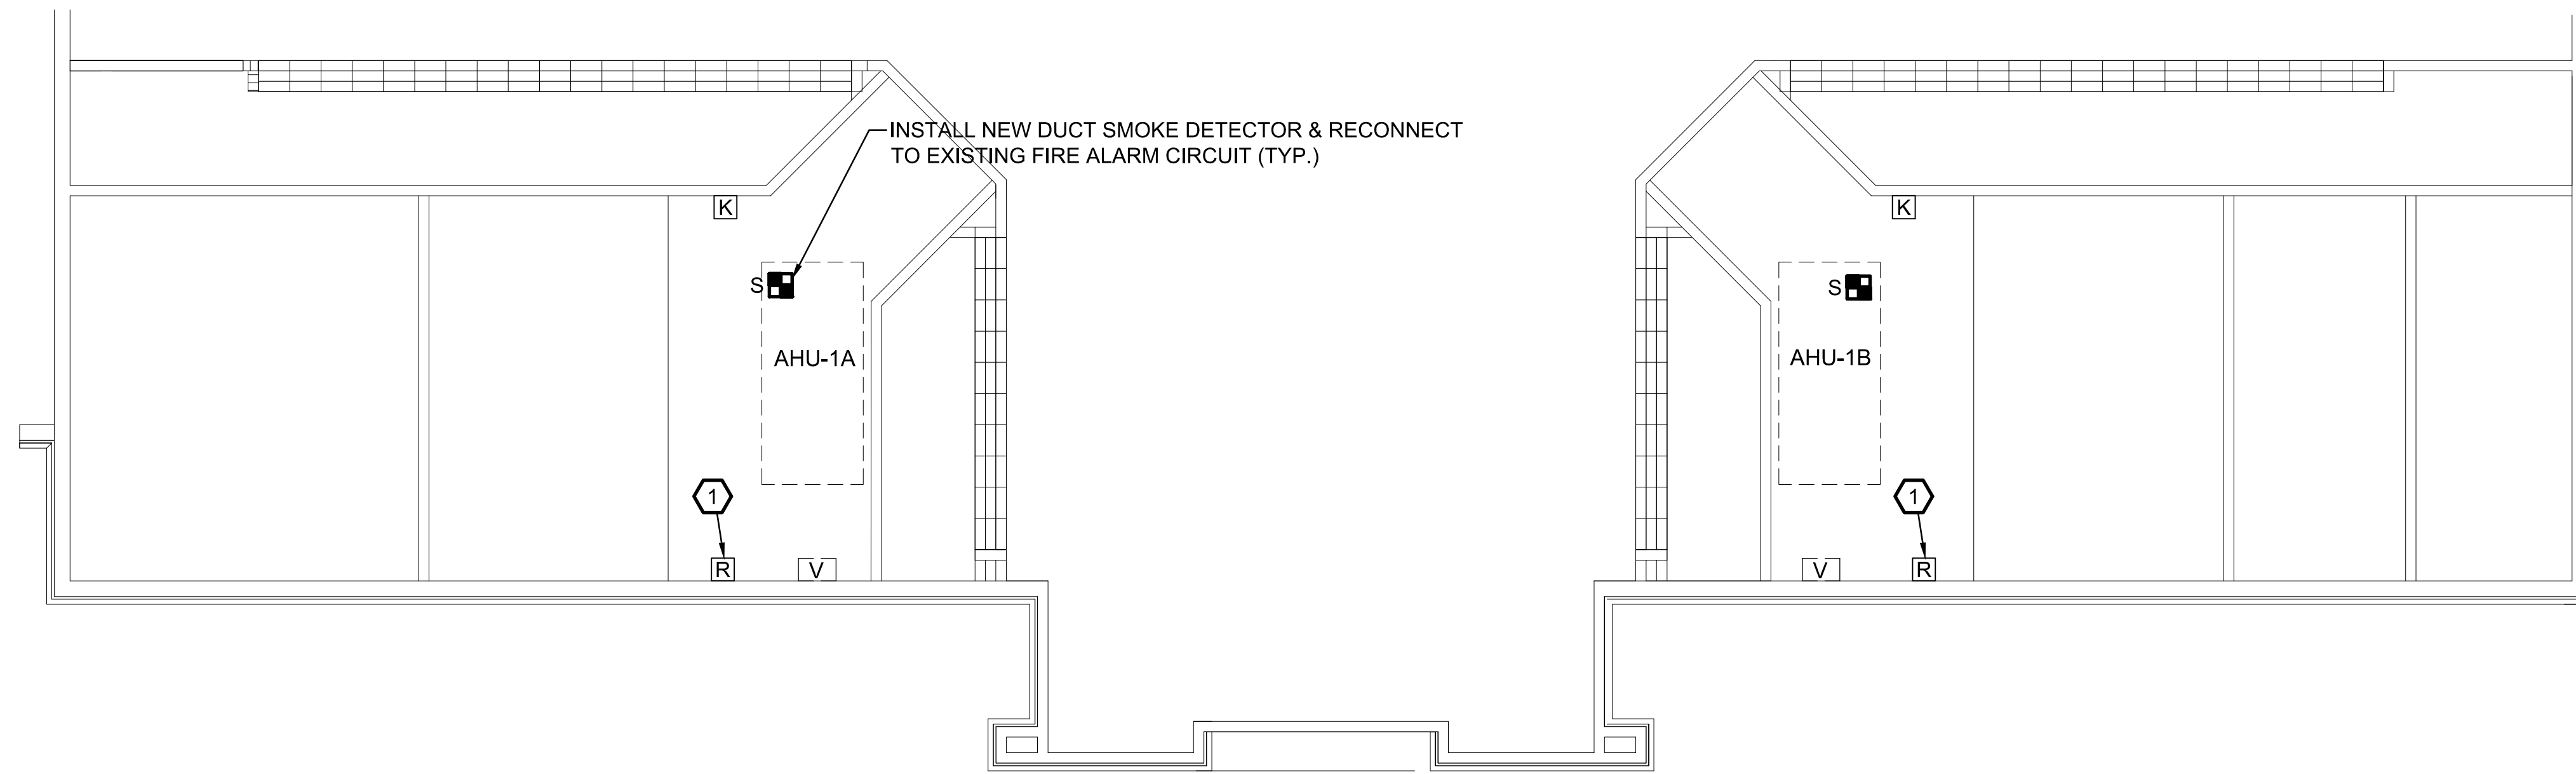 INSTALL NEW DUCT SMOKE DETECTOR & RECONNECT
TO EXISTING FIRE ALARM CIRCUIT (TYP.)
K
K
S
S
AHU-1A
AHU-1B
1
1
R
V
V
R